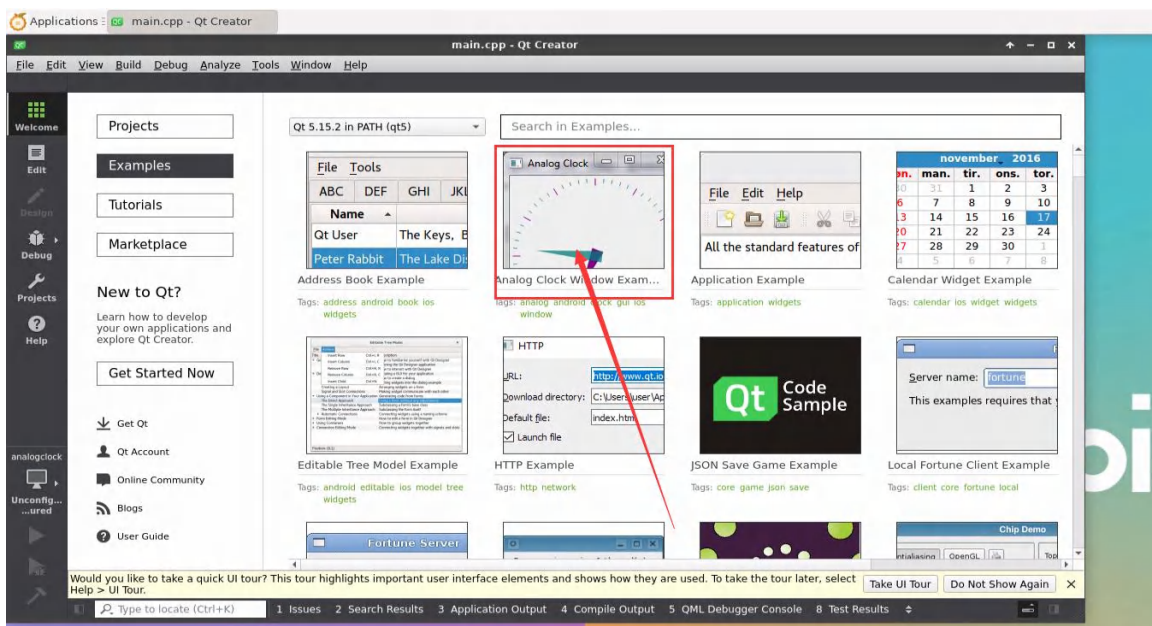 Applications
main.cpp - Qt Creator
main.cpp - Qt Creator
File Edit View Build Debug Analyze Tools Window Help
Welcome
Edit
Design
Debug
Projects
Help
analogclock
Unconfig...
...ured
Projects
Examples
Tutorials
Marketplace
New to Qt?
Learn how to develop
your own applications and
explore Qt Creator.
Get Started Now
Get Qt
Qt Account
Online Community
Blogs
User Guide
Qt 5.15.2 in PATH (qt5)
Search in Examples...
File Tools
ABC DEF GHI JKL
Name
Qt User The Keys, B
Peter Rabbit The Lake Di
Address Book Example
Tags: address android book ios
widgets
Analog Clock
Analog Clock Window Exam...
Tags: analog android clock gui ios
window
File Edit Help
All the standard features of
Application Example
Tags: application widgets
november 2016
man. tir. ons. tor.
31 1 2 3
7 8 9 10
14 15 16 17
21 22 23 24
28 29 30 1
5 6 7 8
Calendar Widget Example
Tags: calendar ios widget widgets
Editable Tree Model Example
Tags: android editable ios model tree
widgets
HTTP
URL: http://www.qt.io
Download directory: C:\Users\user\Ap
Default file: index.htm
Launch file
HTTP Example
Tags: http network
Qt Code
Sample
JSON Save Game Example
Tags: core game json save
Server name: fortune
This examples requires that
Local Fortune Client Example
Tags: client core fortune local
Fortune Server
Chip Demo
OpenGL
Would you like to take a quick UI tour? This tour highlights important user interface elements and shows how they are used. To take the tour later, select
Help > UI Tour.
Take UI Tour
Do Not Show Again
Type to locate (Ctrl+K)
1 Issues 2 Search Results 3 Application Output 4 Compile Output 5 QML Debugger Console 8 Test Results